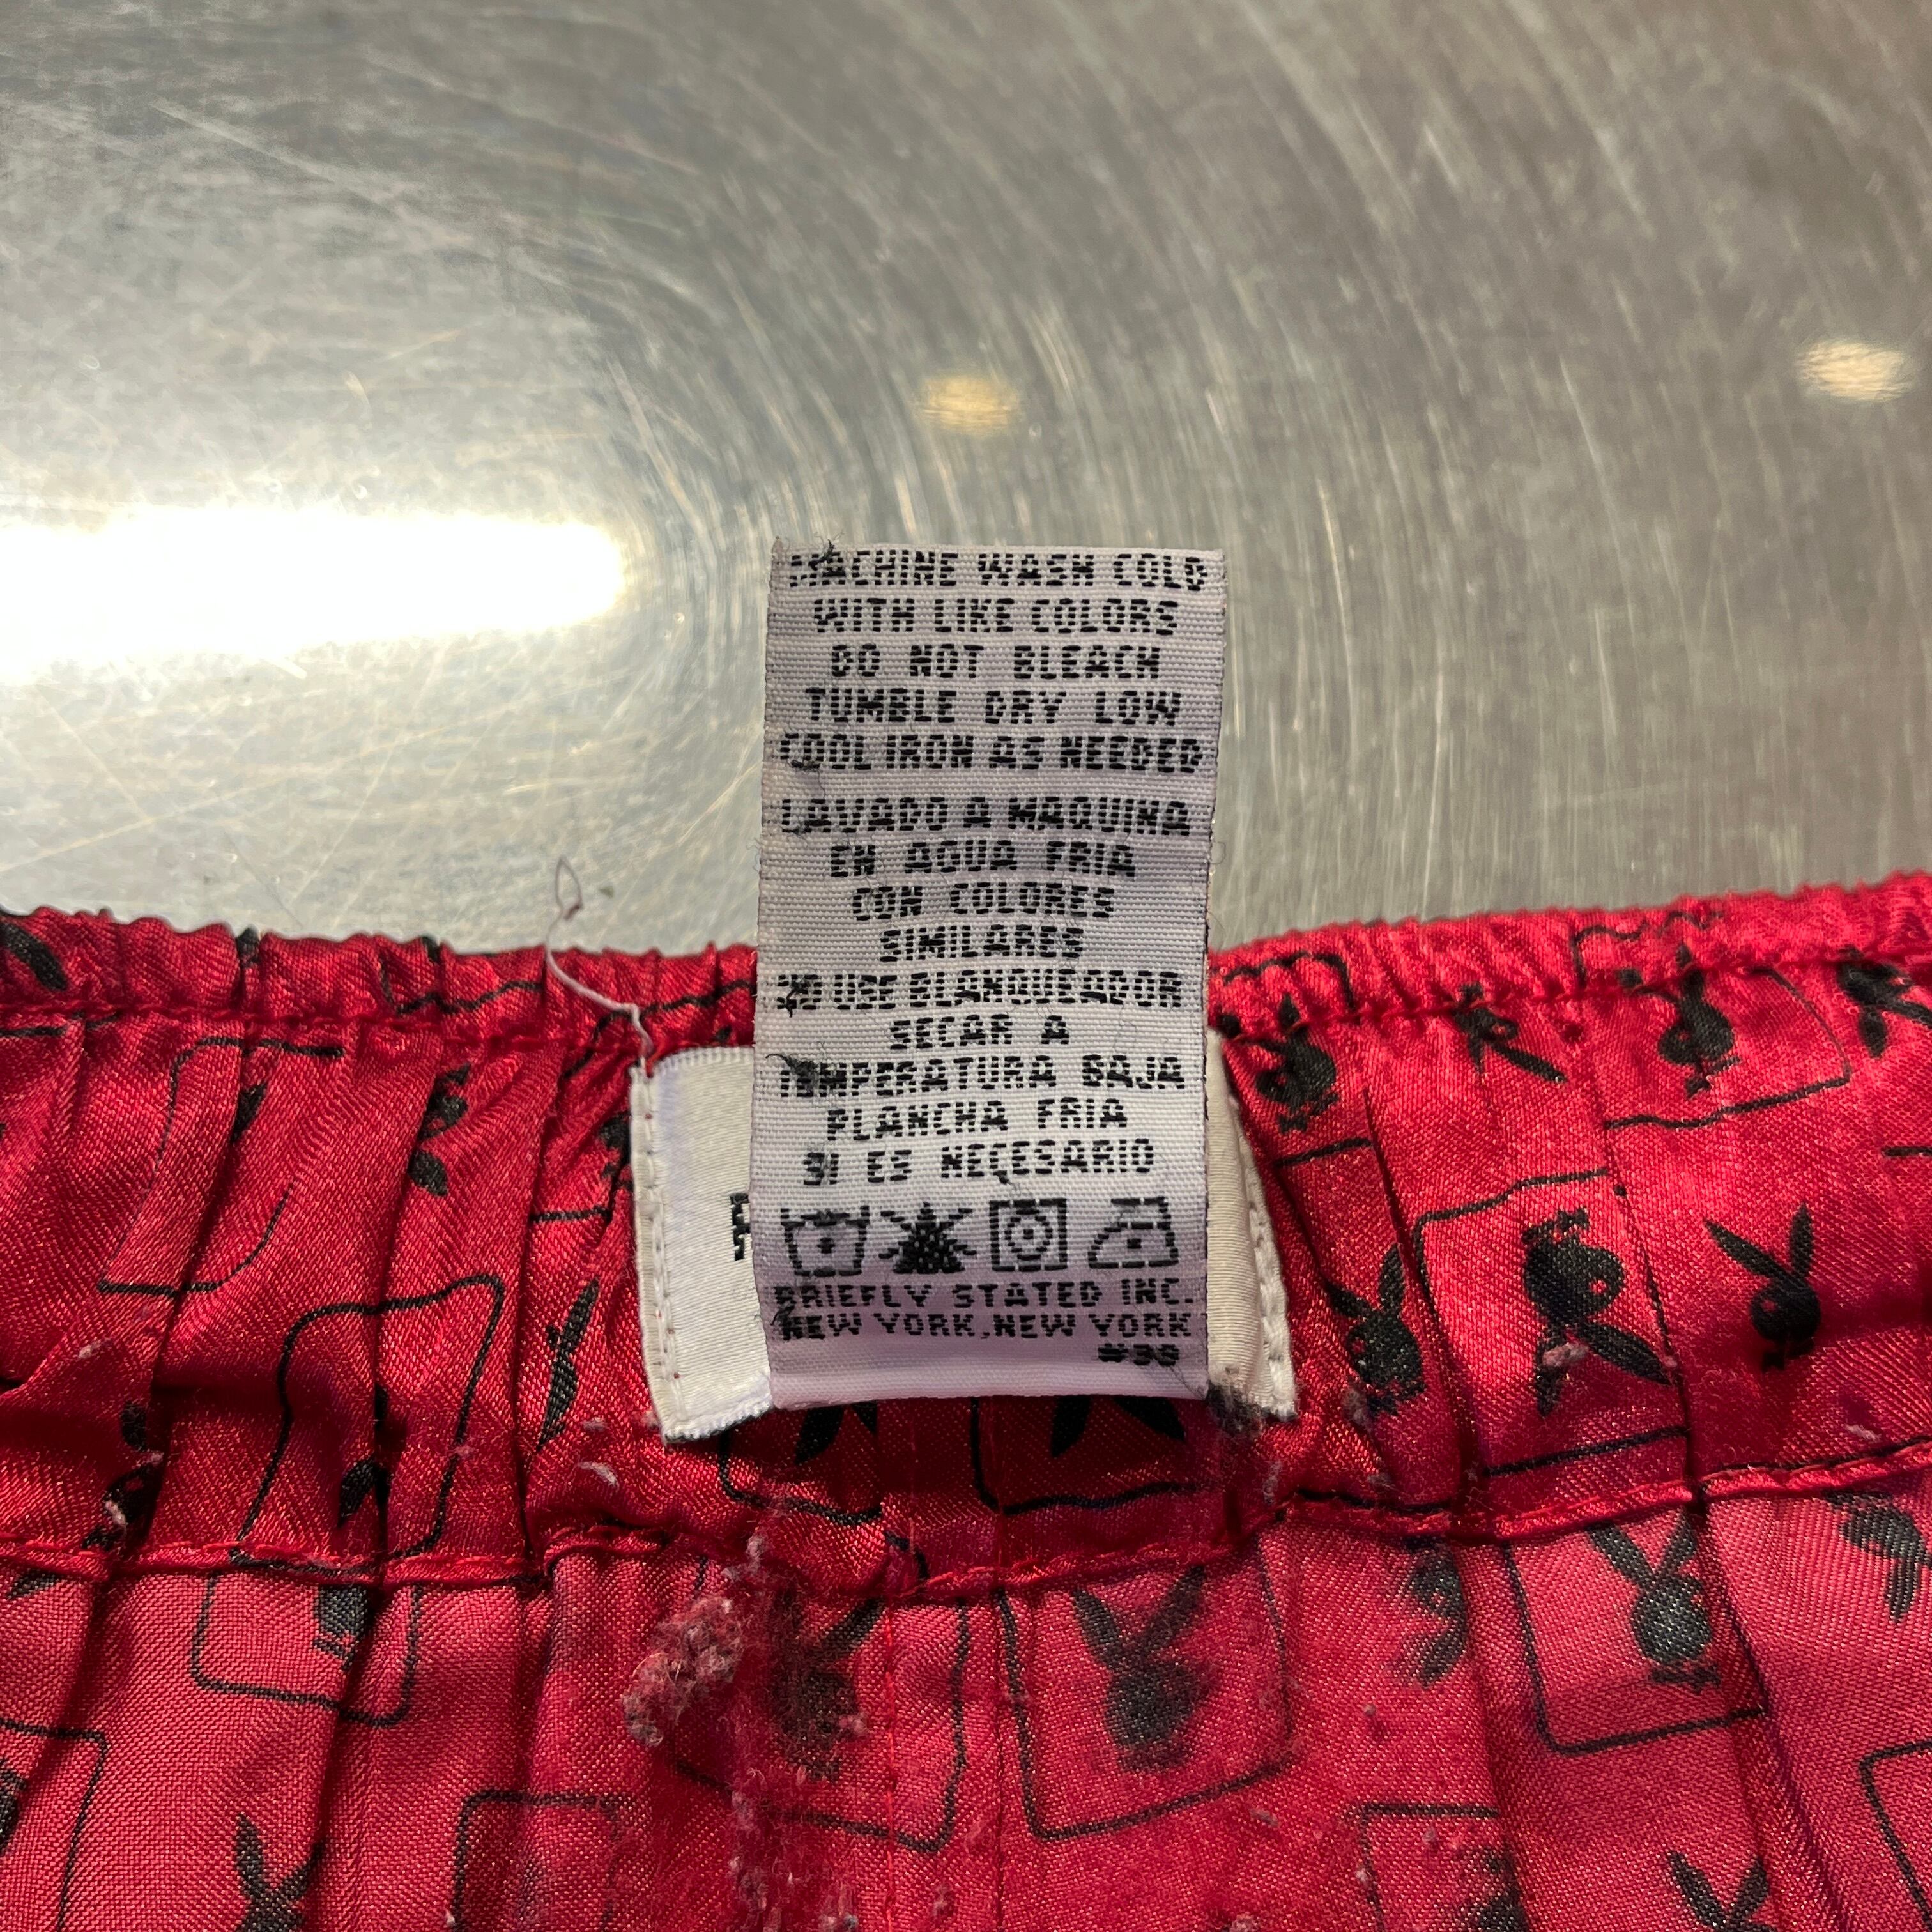 MACHINE WASH COLD
WITH LIKE COLORS
DO NOT BLEACH
TUMBLE DRY LOW
COOL IRON AS NEEDED
LAVADO A MAQUINA
EN AGUA FRIA
CON COLORES
SIMILARES
NO USE BLANQUEADOR
SECAR A
TEMPERATURA BAJA
PLANCHA FRIA
SI ES NECESARIO
BRIEFLY STATED INC.
NEW YORK, NEW YORK